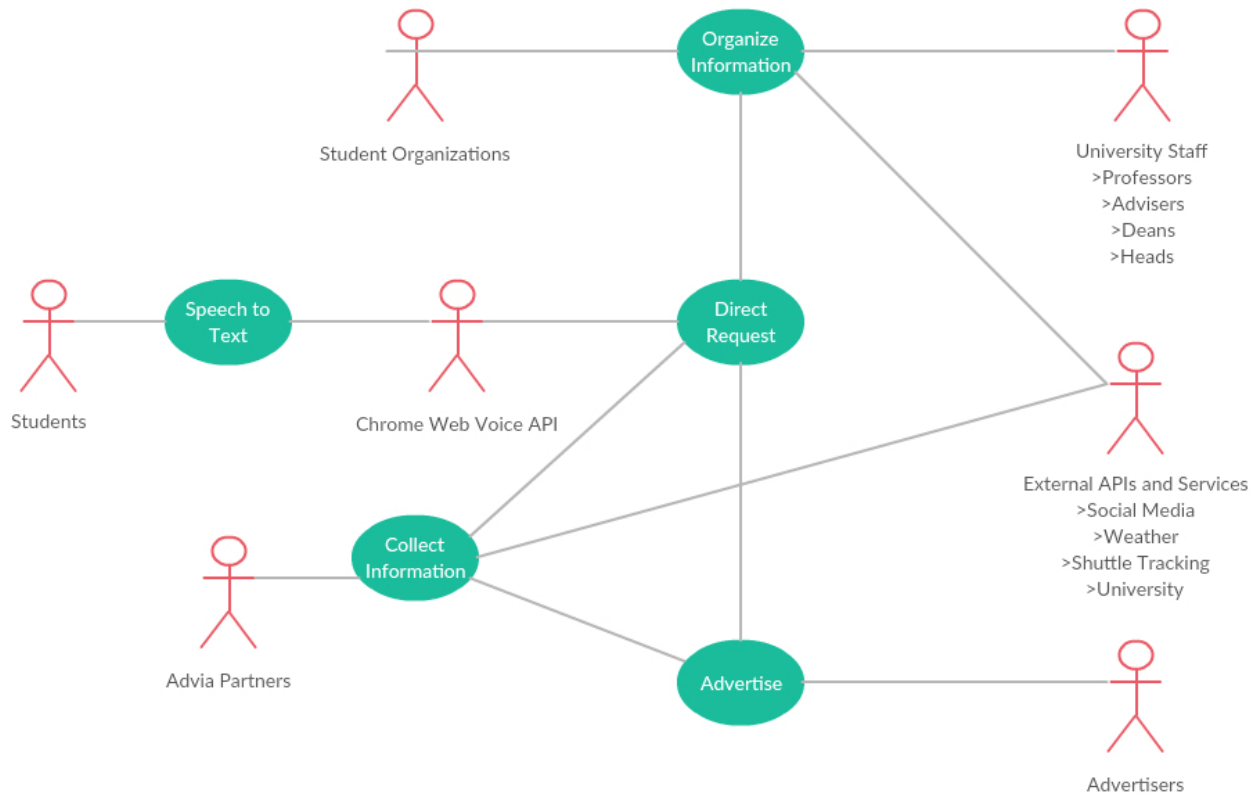 Organize
Information
Student Organizations
University Staff
>Professors
>Advisers
>Deans
>Heads
Speech to
Text
Direct
Request
Students
Chrome Web Voice API
External APIs and Services
>Social Media
>Weather
>Shuttle Tracking
>University
Collect
Information
Advia Partners
Advertise
Advertisers